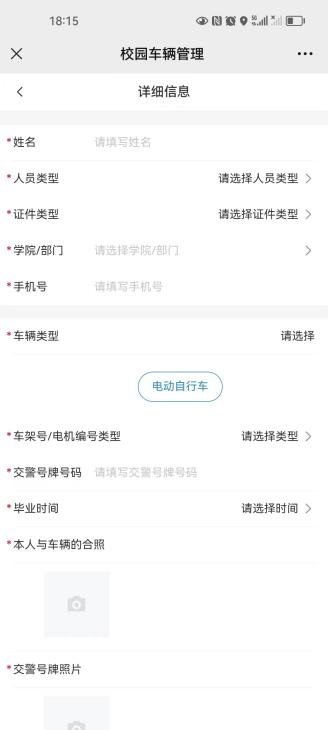 18:15
校园车辆管理
详细信息
*姓名 请填写姓名
*人员类型 请选择人员类型
*证件类型 请选择证件类型
*学院/部门 请选择学院/部门
*手机号 请填写手机号
*车辆类型 请选择
电动自行车
*车架号/电机编号类型 请选择类型
*交警号牌号码 请填写交警号牌号码
*毕业时间 请选择时间
*本人与车辆的合照
*交警号牌照片